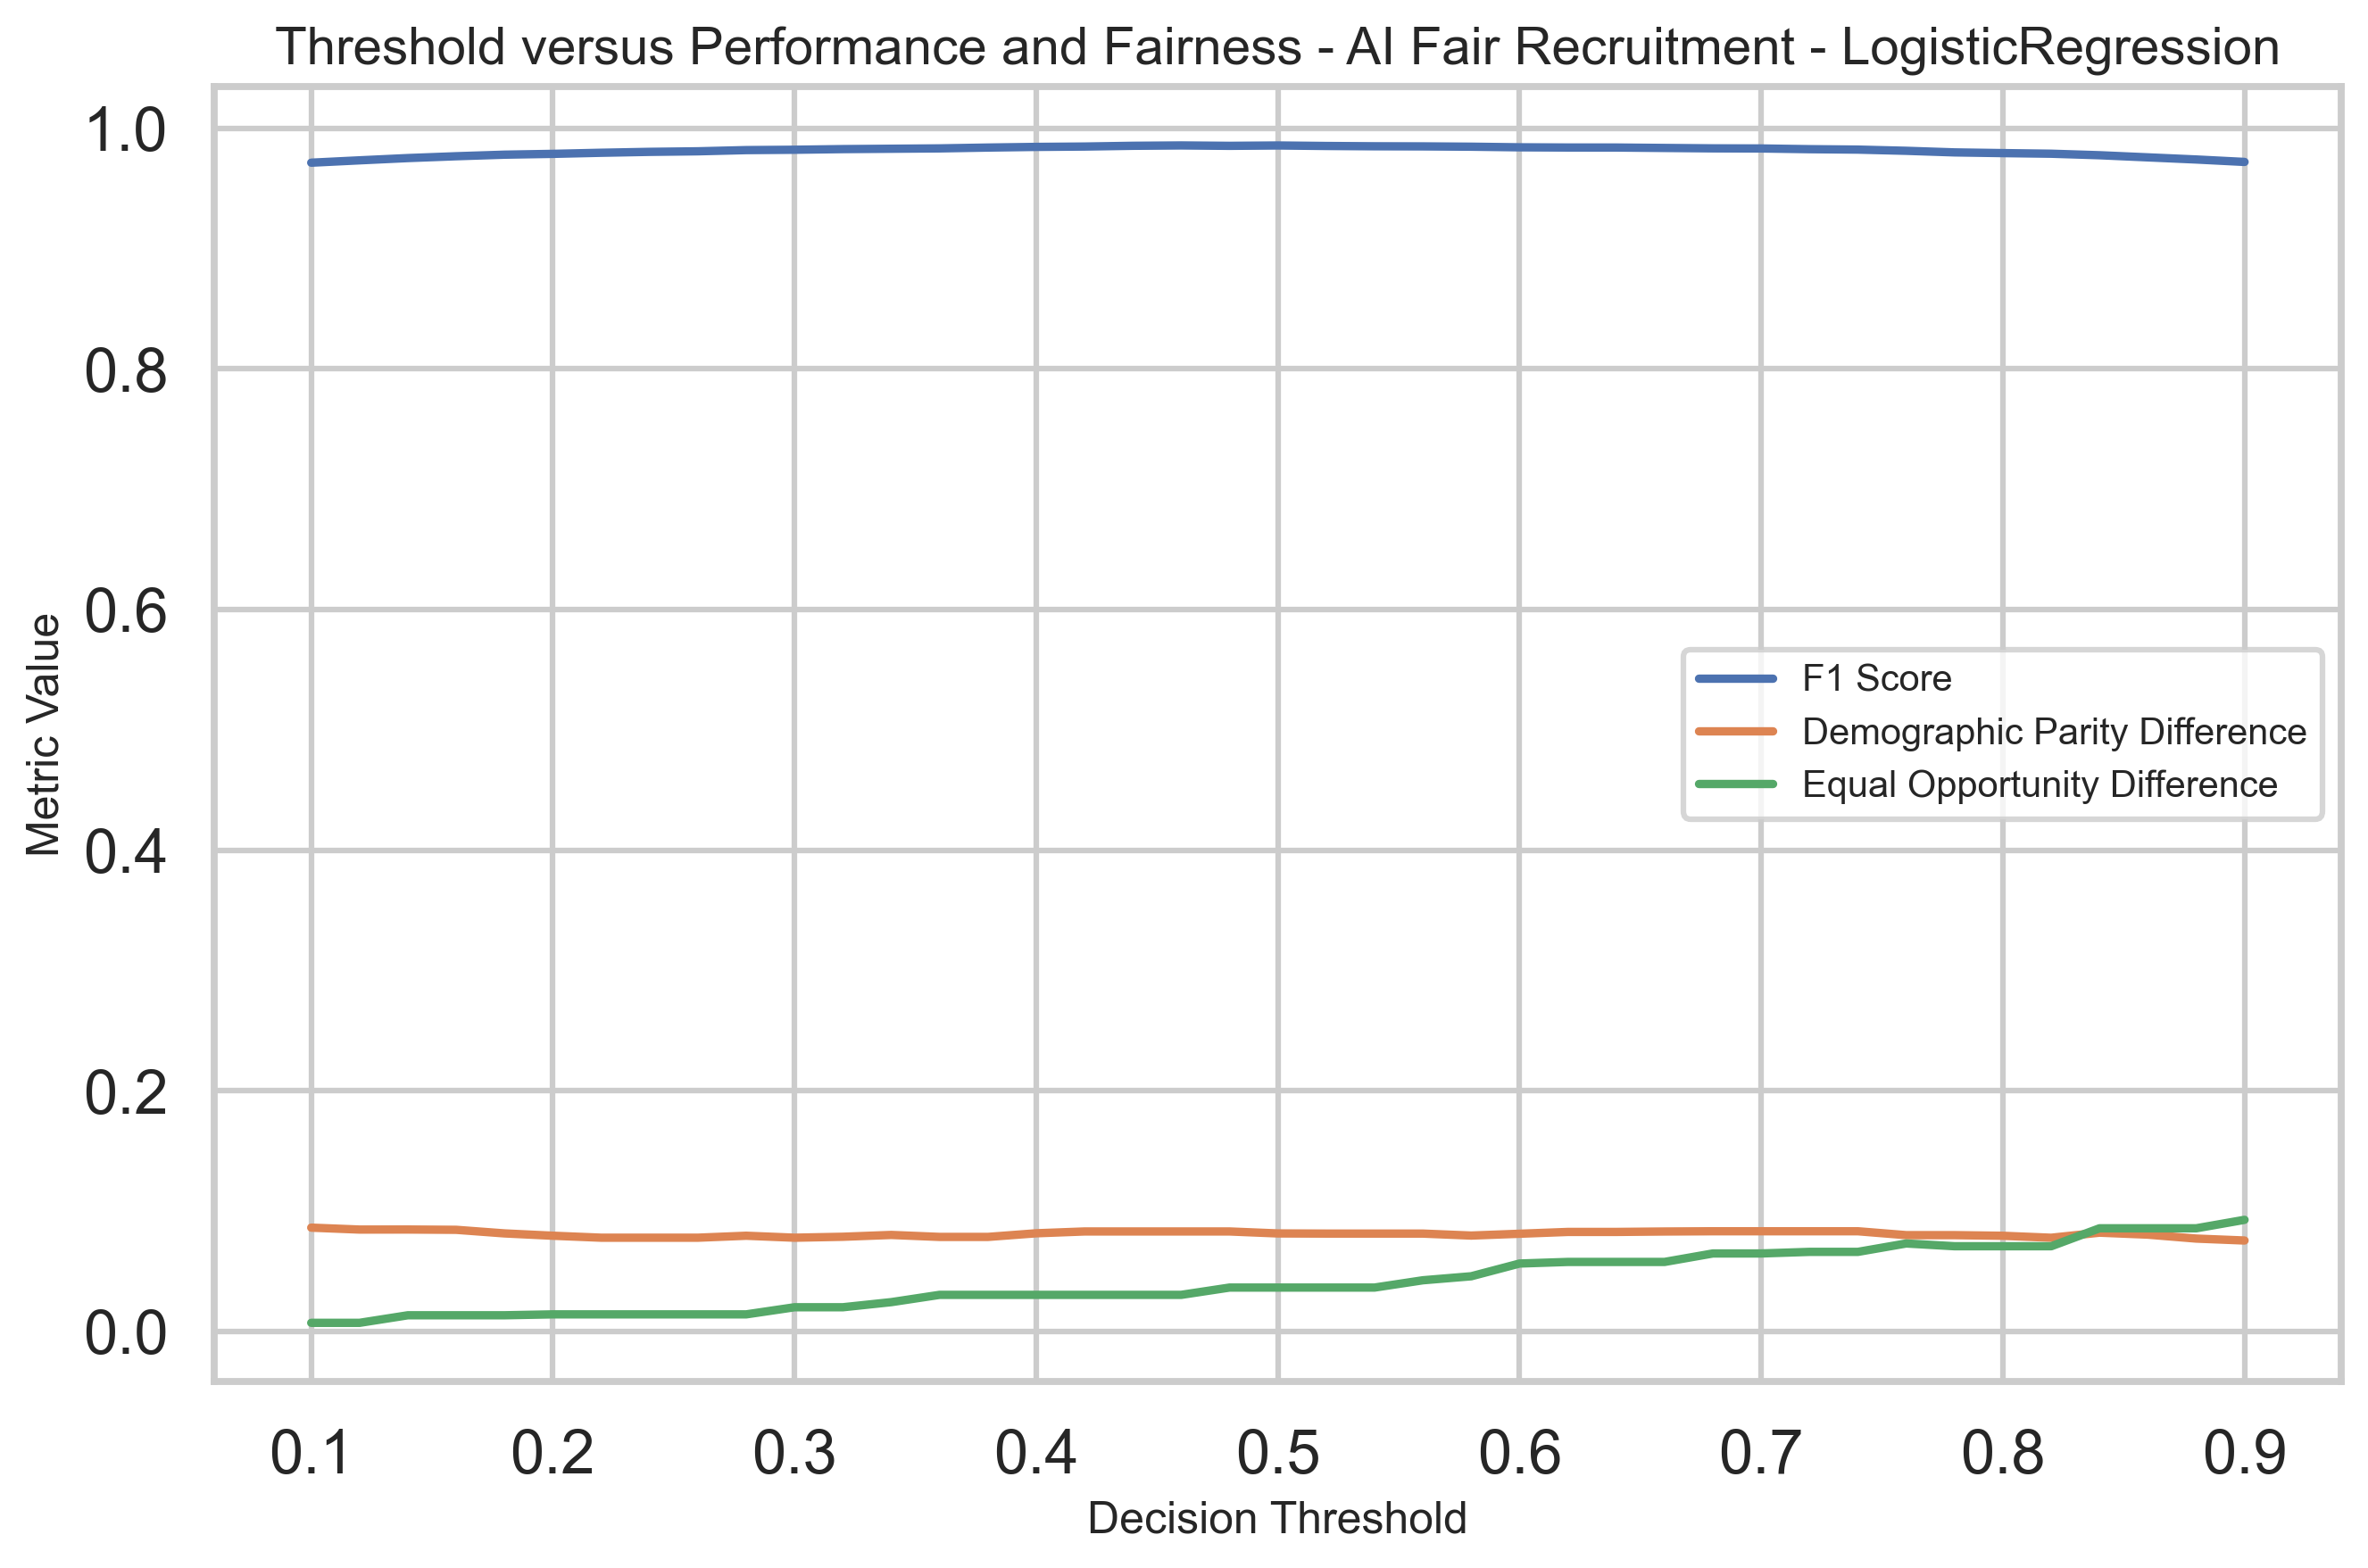 Threshold versus Performance and Fairness - AI Fair Recruitment - LogisticRegression
1.0
0.8
0.6
0.4
0.2
0.0
Metric Value
F1 Score
Demographic Parity Difference
Equal Opportunity Difference
0.1 0.2 0.3 0.4 0.5 0.6 0.7 0.8 0.9
Decision Threshold